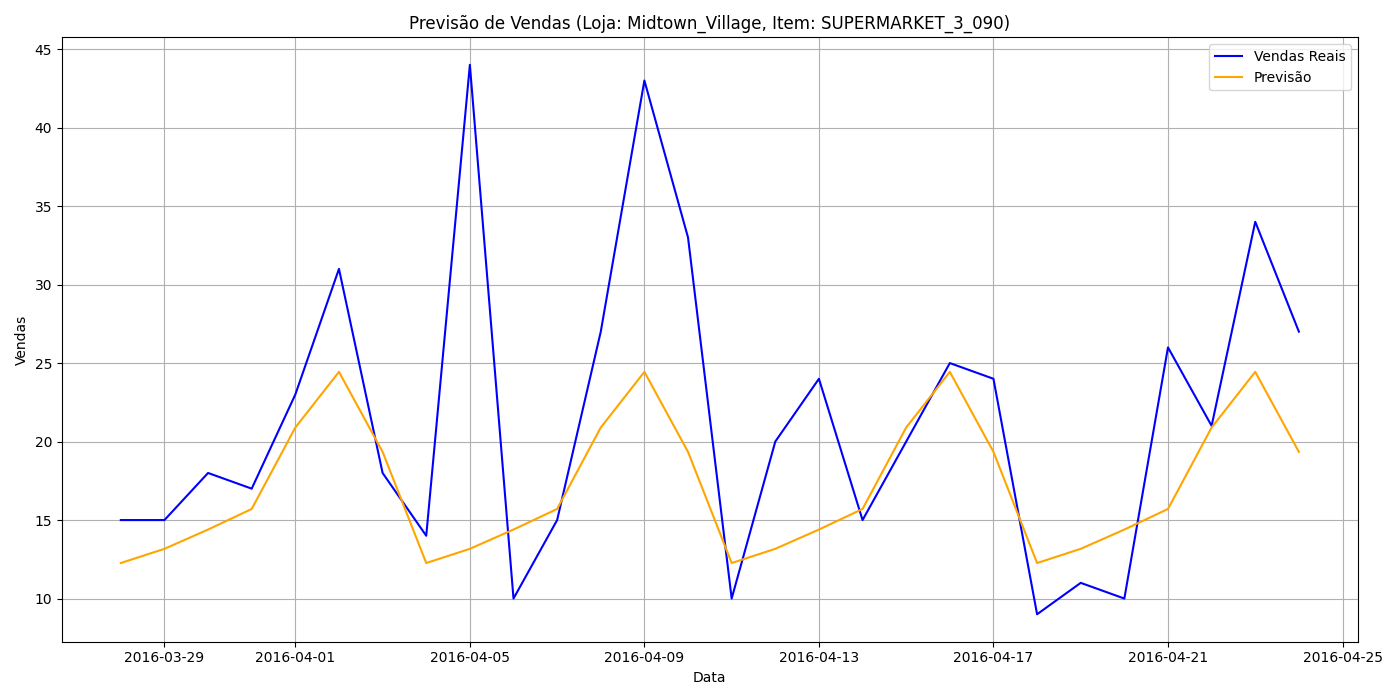 Previsão de Vendas (Loja: Midtown_Village, Item: SUPERMARKET_3_090)
Vendas Reais
Previsão
45
40
35
30
25
20
15
10
Vendas
2016-03-29 2016-04-01 2016-04-05 2016-04-09 2016-04-13 2016-04-17 2016-04-21 2016-04-25
Data